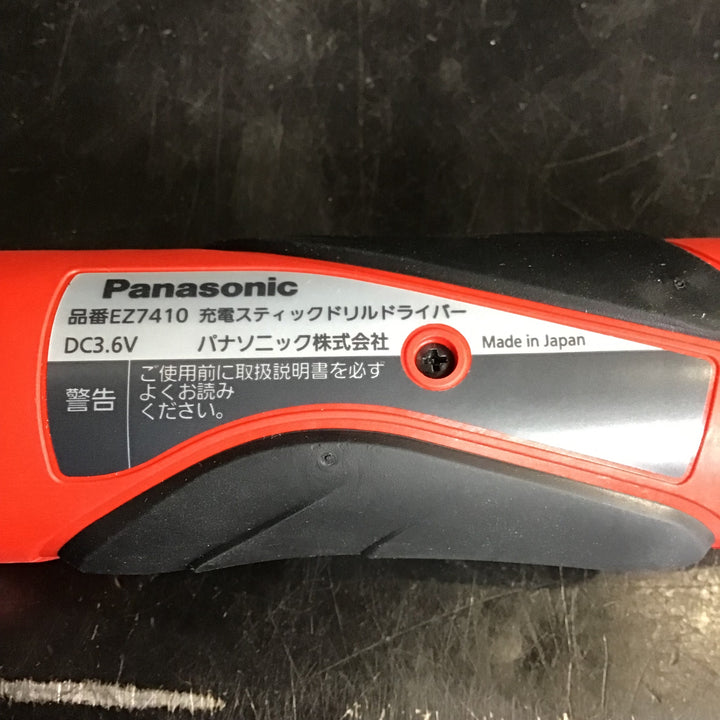 Panasonic
品番EZ7410 充電スティックドリルドライバー
DC3.6V パナソニック株式会社 Made in Japan
警告
ご使用前に取扱説明書を必ず
よくお読み
ください。